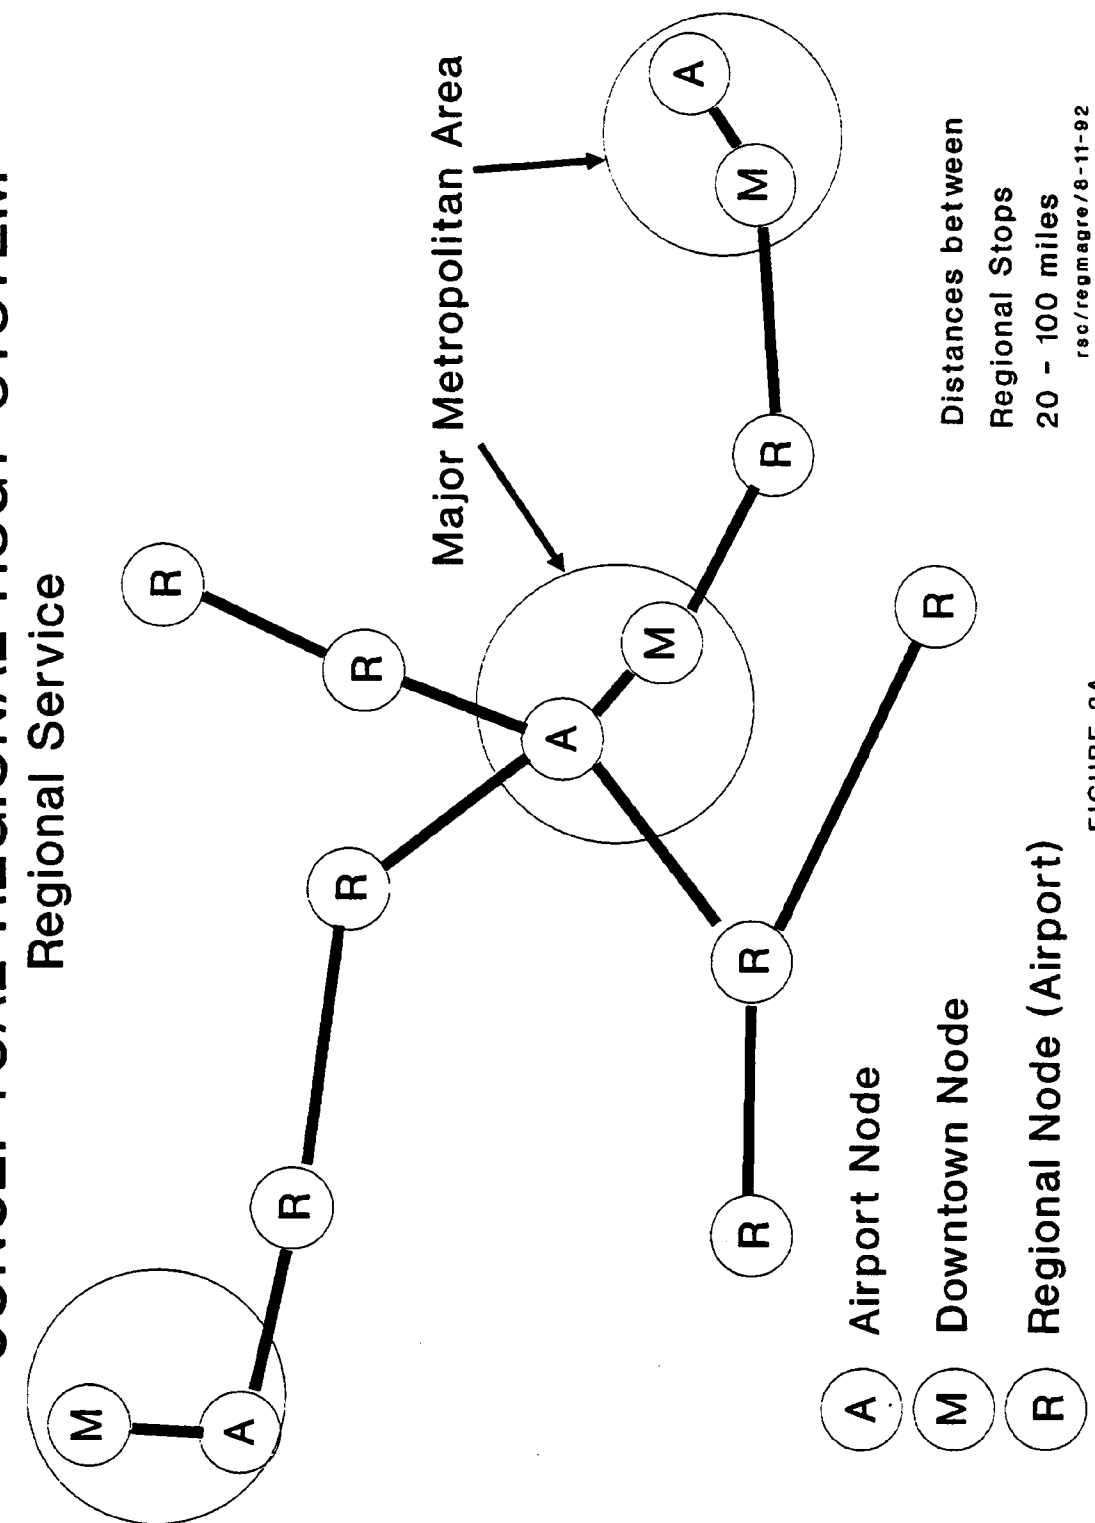 Regional Service
Major Metropolitan Area
M
A
R
R
R
R
A
M
R
M
A
R
R
R
A Airport Node
M Downtown Node
R Regional Node (Airport)
Distances between
Regional Stops
20 - 100 miles
rsc/regmagre/8-11-92